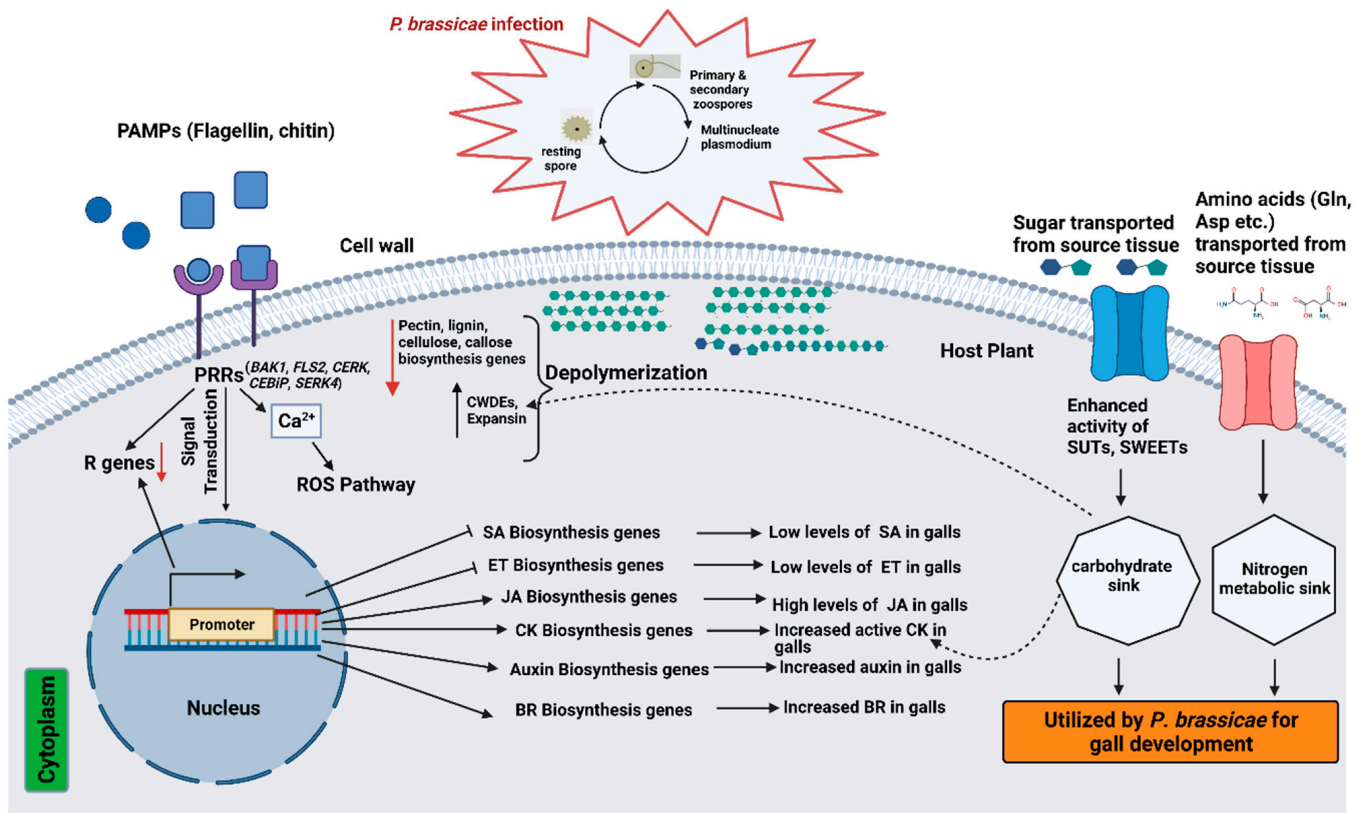 P. brassicae infection
Primary &
secondary
zoospores
Multinucleate
plasmodium
resting
spore
PAMPs (Flagellin, chitin)
Cell wall
Sugar transported
from source tissue
Amino acids (Gln,
Asp etc.)
transported from
source tissue
Pectin, lignin,
cellulose, callose
biosynthesis genes
CWDEs,
Expansin
Depolymerization
Host Plant
PRRs (BAK1, FLS2, CERK,
CEBiP, SERK4)
Signal
Transduction
Ca2+
R genes
ROS Pathway
Enhanced
activity of
SUTs, SWEETs
SA Biosynthesis genes
Low levels of SA in galls
ET Biosynthesis genes
Low levels of ET in galls
JA Biosynthesis genes
High levels of JA in galls
CK Biosynthesis genes
Increased active CK in
galls
Auxin Biosynthesis genes
Increased auxin in galls
BR Biosynthesis genes
Increased BR in galls
carbohydrate
sink
Nitrogen
metabolic sink
Promoter
Nucleus
Cytoplasm
Utilized by P. brassicae for
gall development